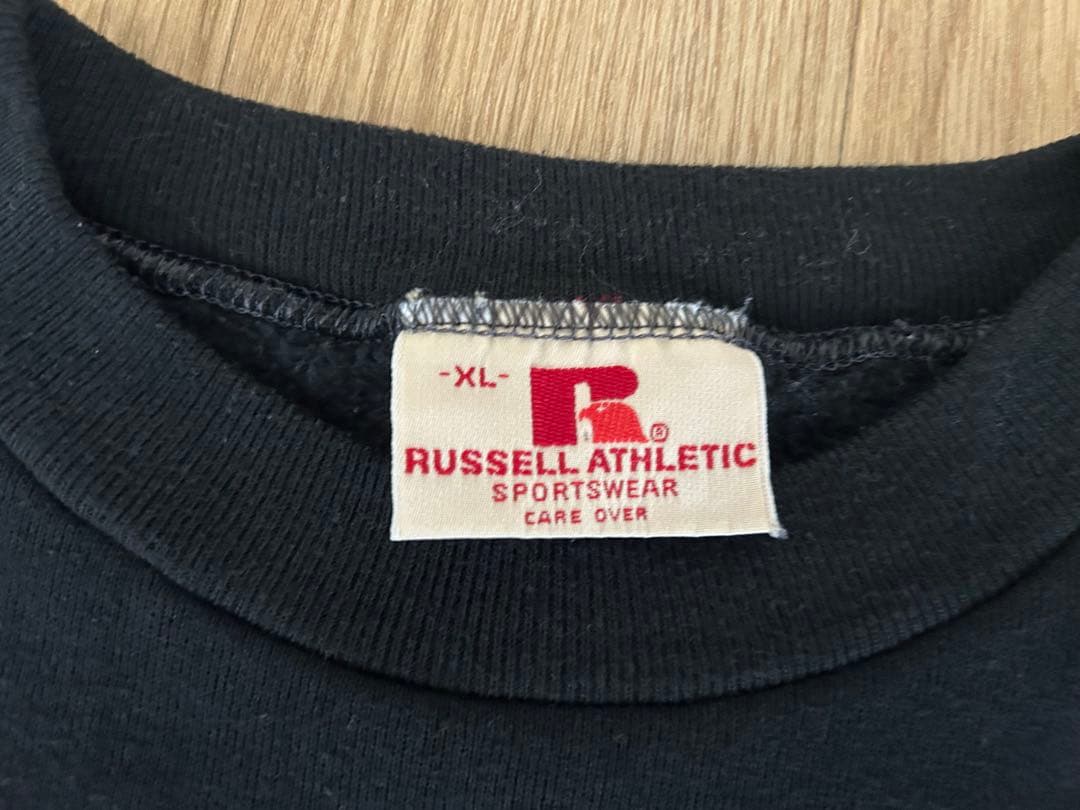 -XL-
R®
RUSSELL ATHLETIC
SPORTSWEAR
CARE OVER